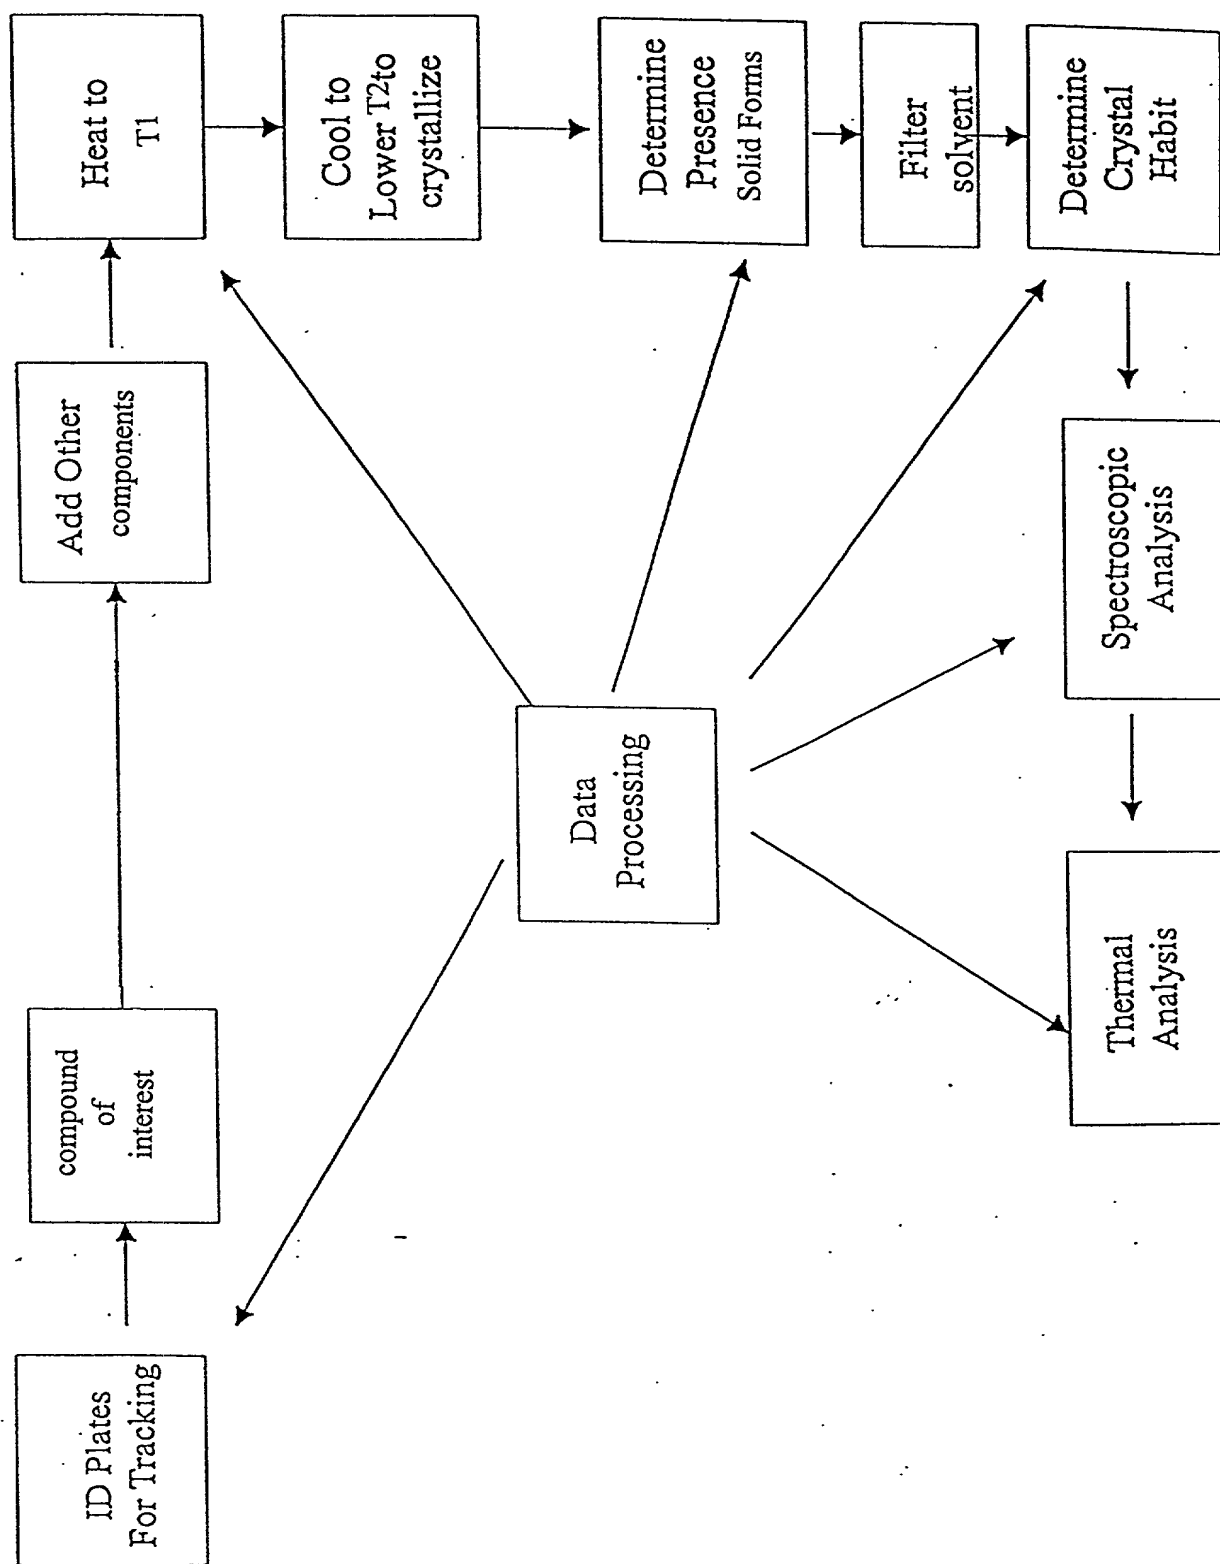 ID Plates
For Tracking
compound
of
interest
Add Other
components
Heat to
T1
Cool to
Lower T2to
crystallize
Determine
Presence
Solid Forms
Filter
solvent
Determine
Crystal
Habit
Spectroscopic
Analysis
Thermal
Analysis
Data
Processing